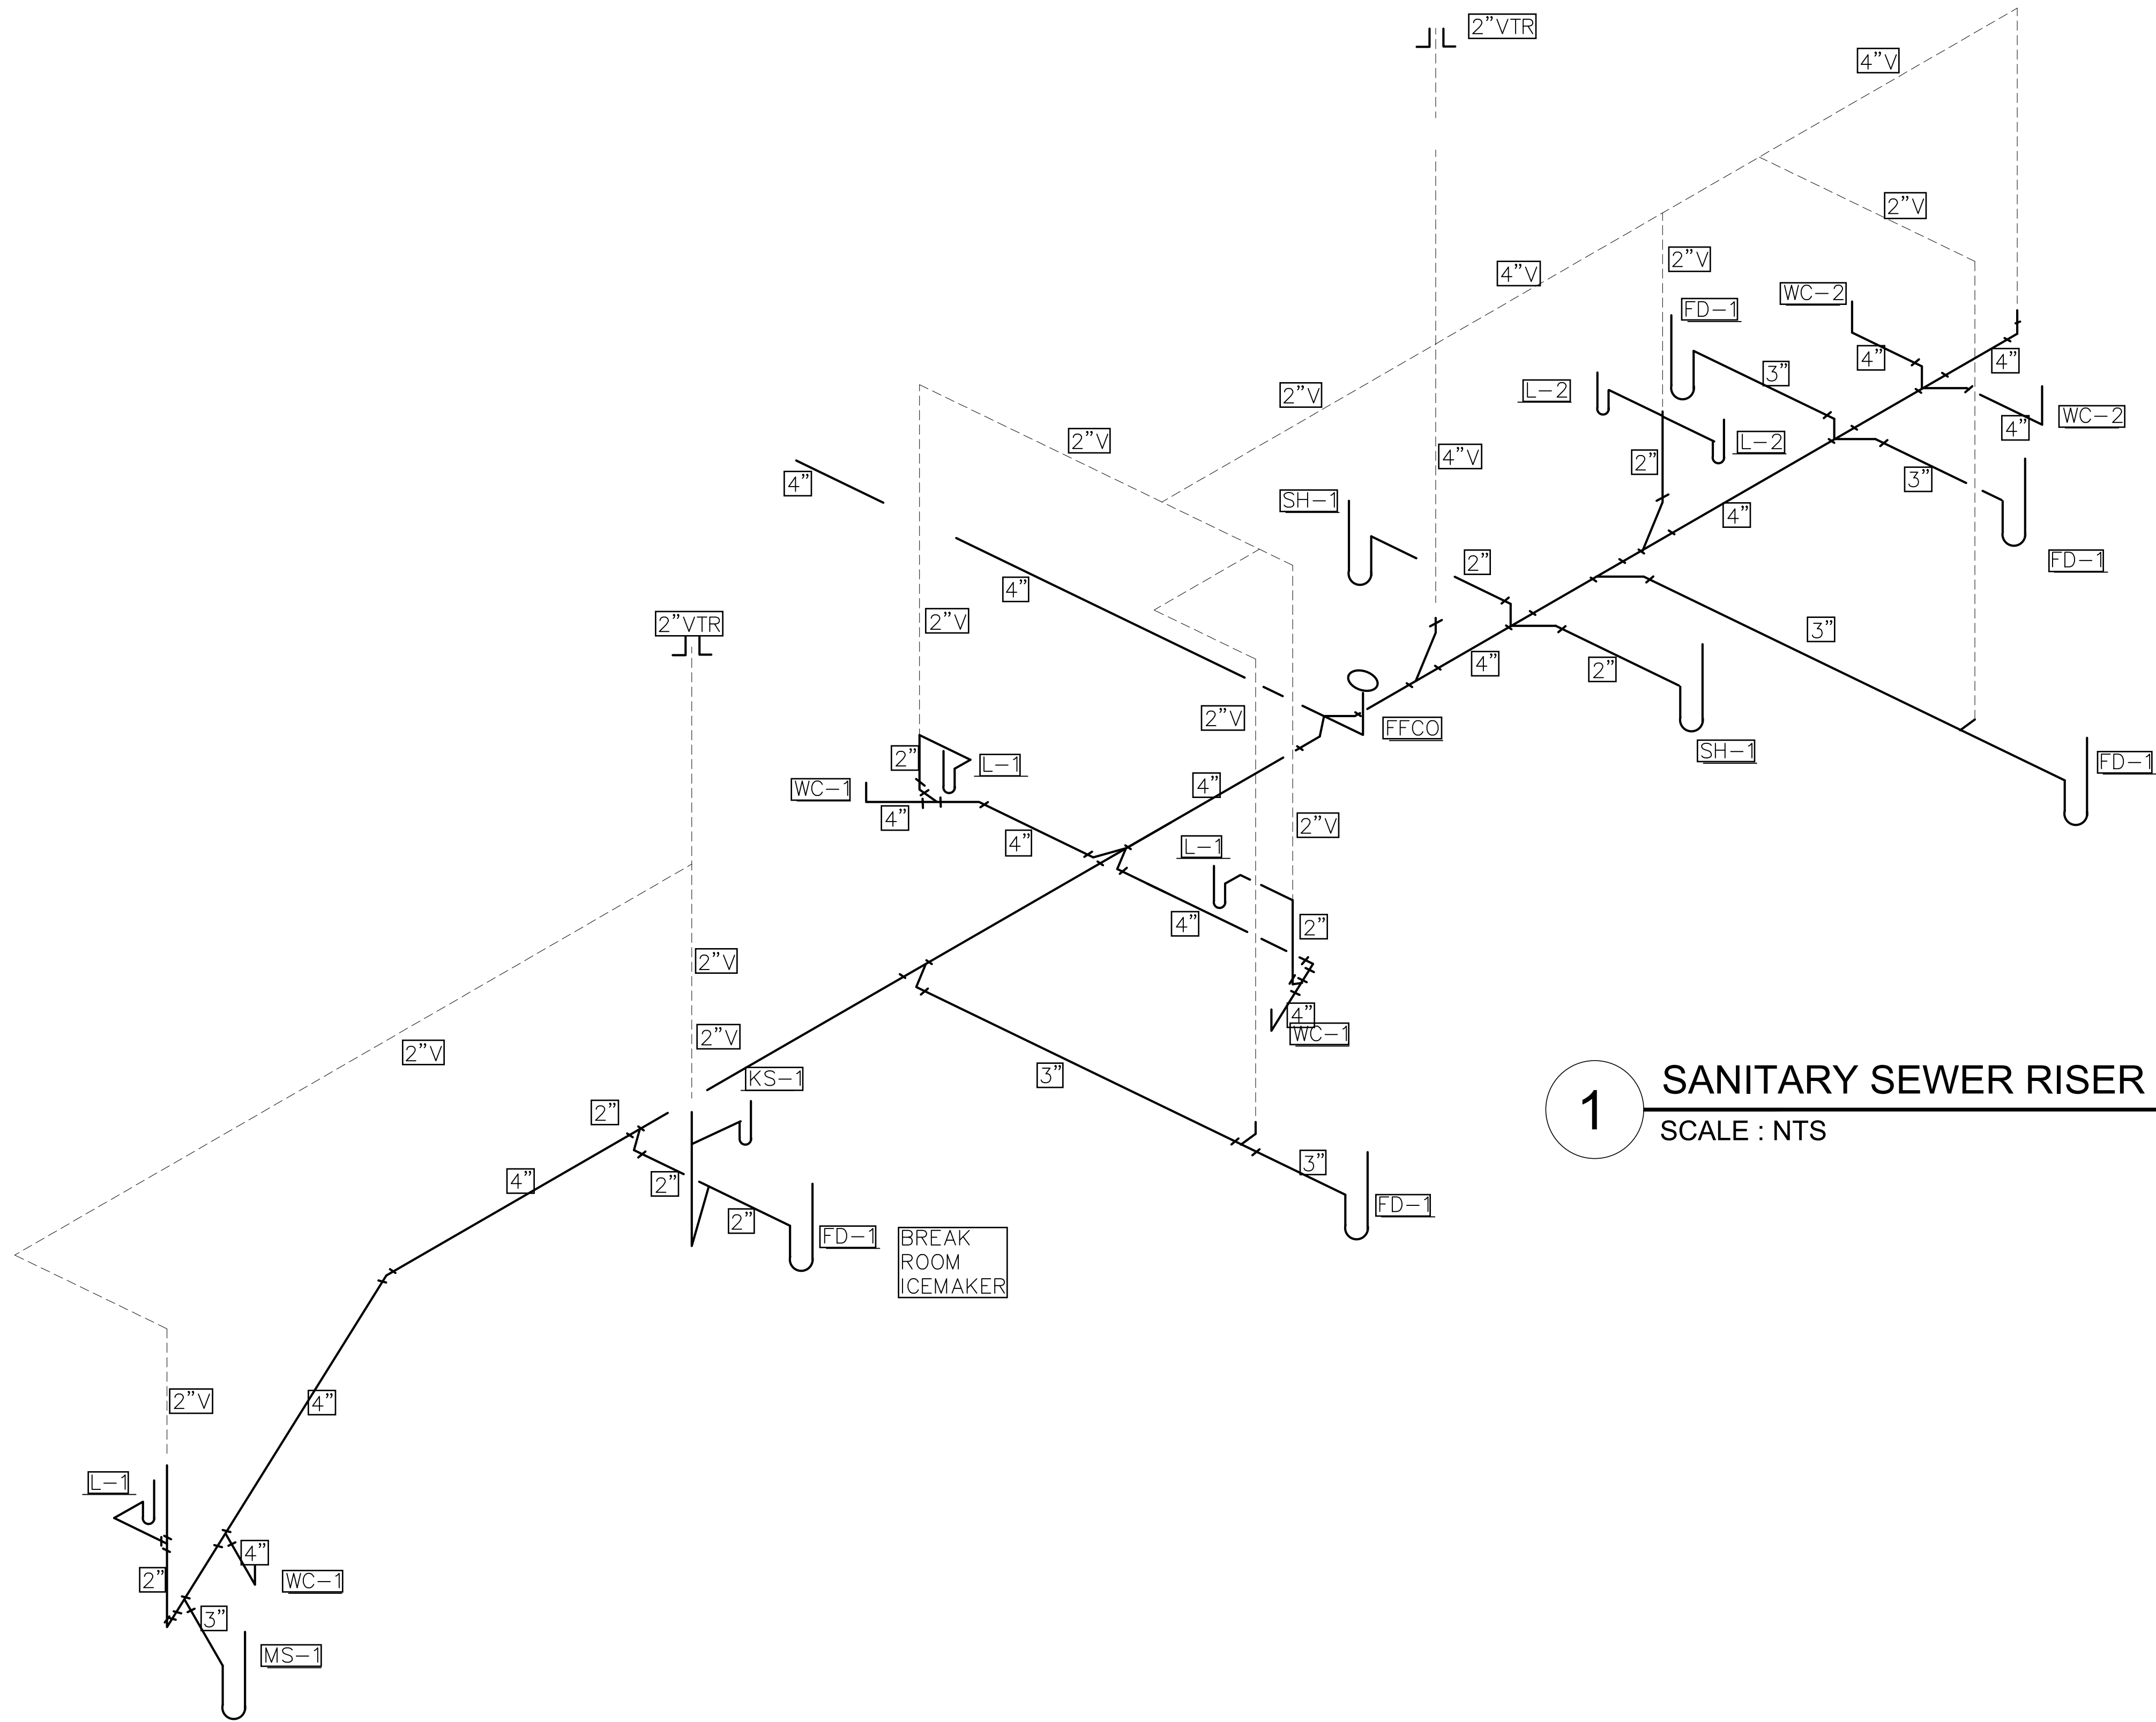 2"VTR
4"V
2"V
2"V
4"V
FD-1
WC-2
3"
4"
4"
L-2
2"V
WC-2
4"
L-2
2"V
4"V
2"
3"
4"
SH-1
4"
FD-1
2"
4"
2"V
2"VTR
3"
4"
2"
2"V
FFCO
SH-1
2"
L-1
FD-1
WC-1
4"
4"
2"V
4"
L-1
4"
2"
2"V
4"
WC-1
2"V
2"V
3"
KS-1
1
SANITARY SEWER RISER
SCALE : NTS
2"
3"
4"
2"
FD-1
2"
FD-1
BREAK
ROOM
ICEMAKER
2"V
4"
L-1
4"
2"
WC-1
3"
MS-1